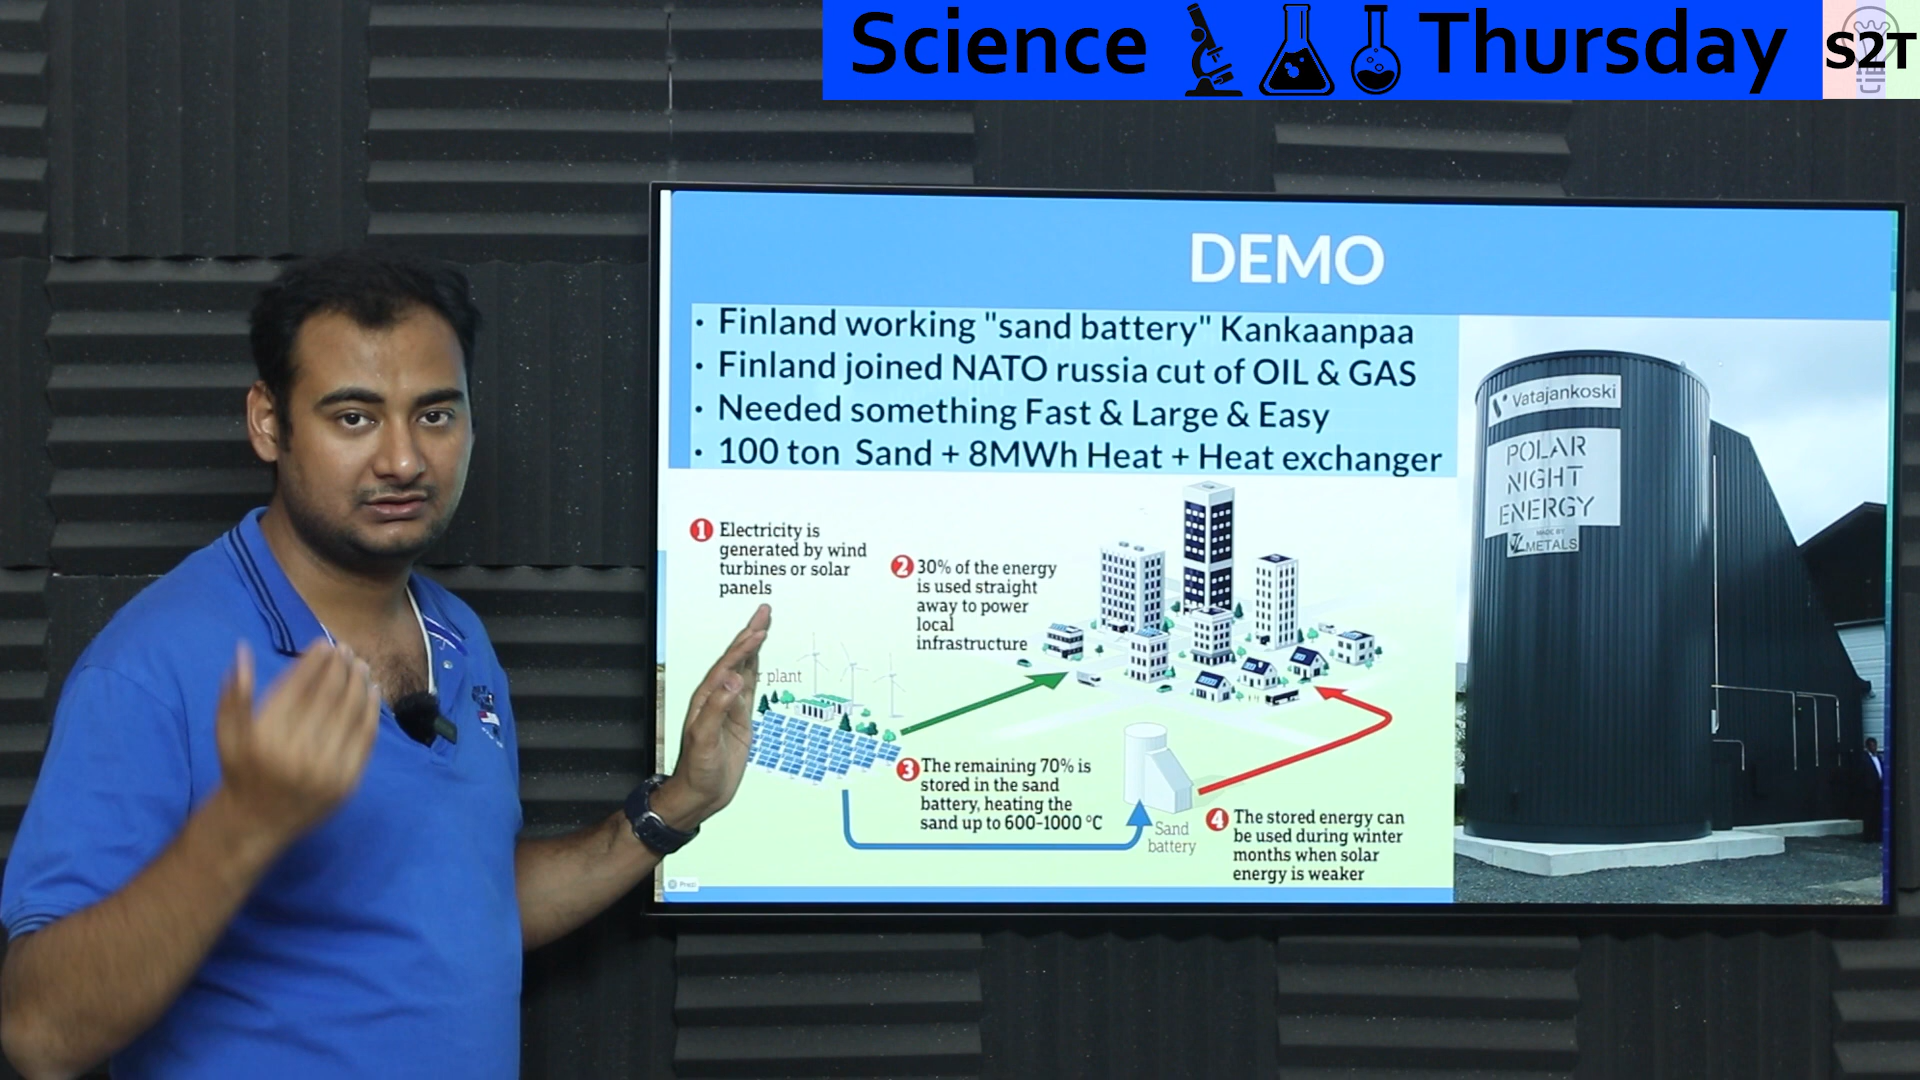 Science Thursday
S2T
DEMO
• Finland working "sand battery" Kankaanpaa
• Finland joined NATO russia cut of OIL & GAS
• Needed something Fast & Large & Easy
• 100 ton Sand + 8MWh Heat + Heat exchanger
1 Electricity is
generated by wind
turbines or solar
panels
2 30% of the energy
is used straight
away to power
local
infrastructure
plant
3 The remaining 70% is
stored in the sand
battery, heating the
sand up to 600-1000 °C
Sand
battery
4 The stored energy can
be used during winter
months when solar
energy is weaker
Prezi
Vatajankoski
POLAR
NIGHT
ENERGY
MADE BY
METALS